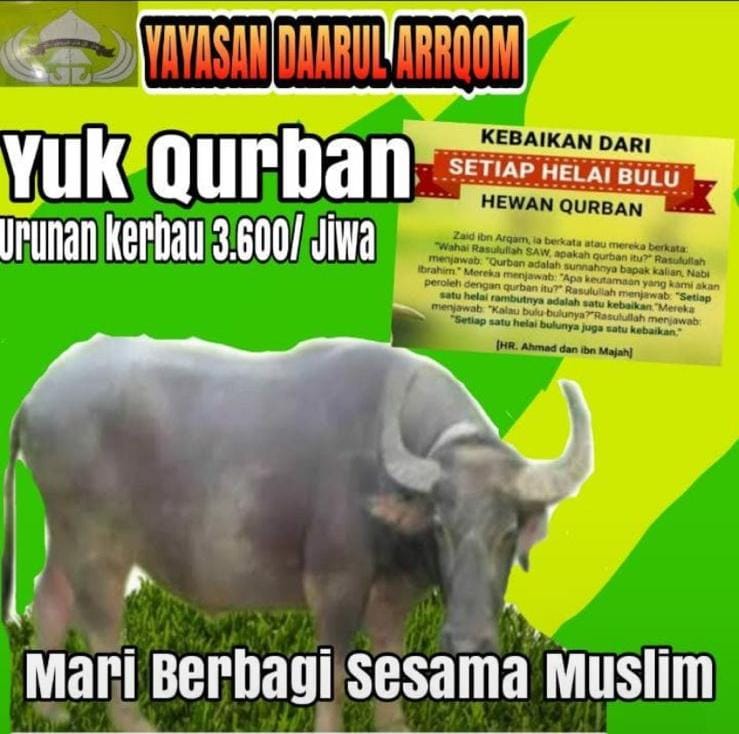 YAYASAN DAARUL ARRQOM
Yuk Qurban
Urunan kerbau 3.600/ Jiwa
KEBAIKAN DARI
SETIAP HELAI BULU
HEWAN QURBAN
Zaid ibn Arqam, ia berkata atau mereka berkata:
"Wahai Rasulullah SAW, apakah qurban itu?" Rasulullah
menjawab: "Qurban adalah sunnahnya bapak kalian, Nabi
Ibrahim." Mereka menjawab: "Apa keutamaan yang kami akan
peroleh dengan qurban itu?" Rasulullah menjawab: "Setiap
satu helai rambutnya adalah satu kebaikan."Mereka
menjawab: "Kalau bulu-bulunya?"Rasulullah menjawab:
"Setiap satu helai bulunya juga satu kebaikan."
[HR. Ahmad dan ibn Majah]
Mari Berbagi Sesama Muslim